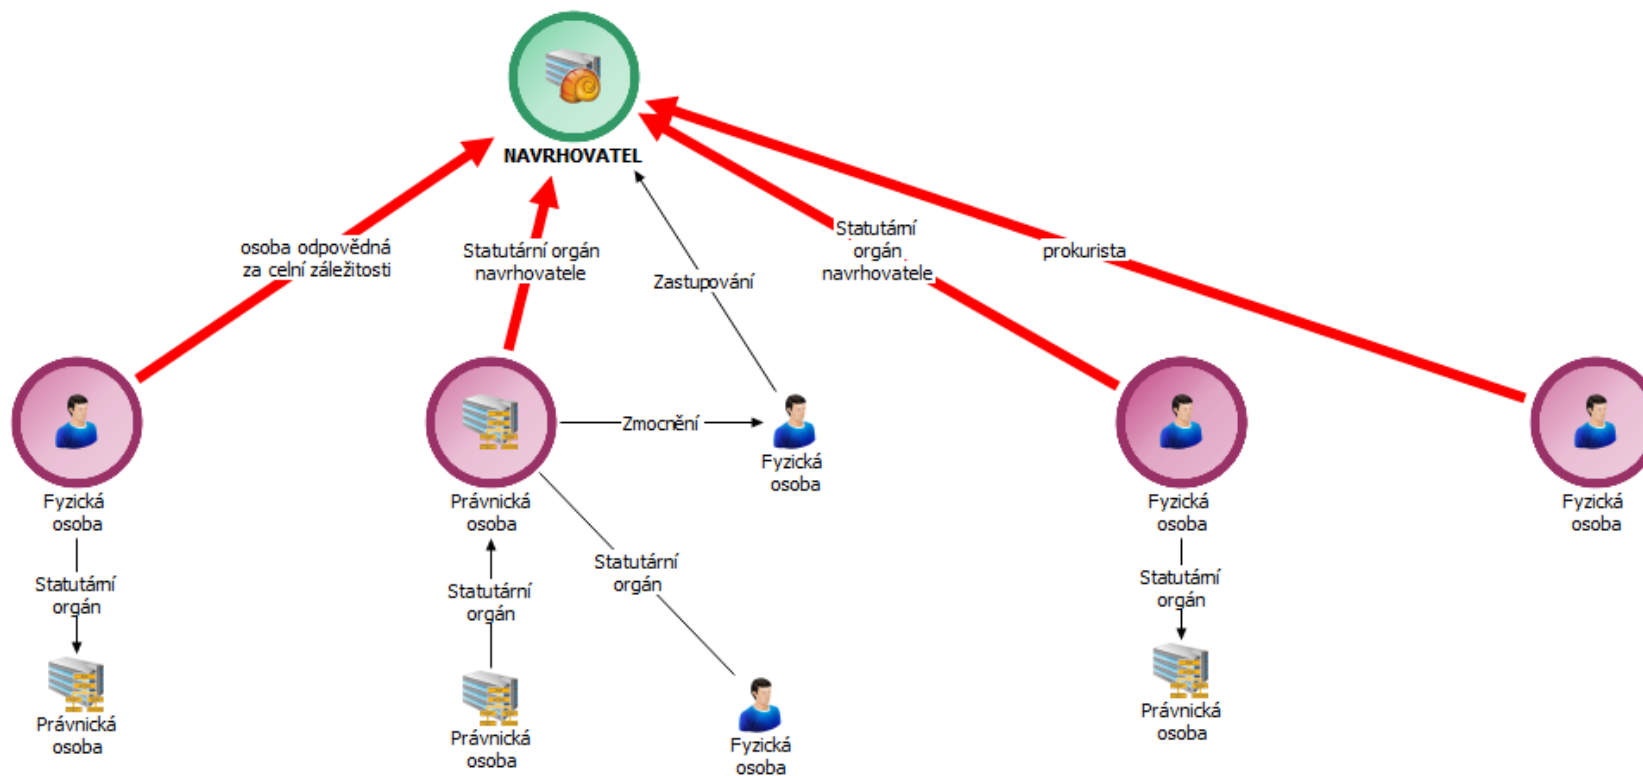 NAVRHOVATEL
osoba odpovědná
za celní záležitosti
Statutární orgán
navrhovatele
Zastupování
Statutární
orgán
navrhovatele
prokurista
Zmocnění
Fyzická
osoba
Fyzická
osoba
Právnická
osoba
Fyzická
osoba
Fyzická
osoba
Statutární
orgán
Statutární
orgán
Statutární
orgán
Statutární
orgán
Právnická
osoba
Právnická
osoba
Fyzická
osoba
Právnická
osoba